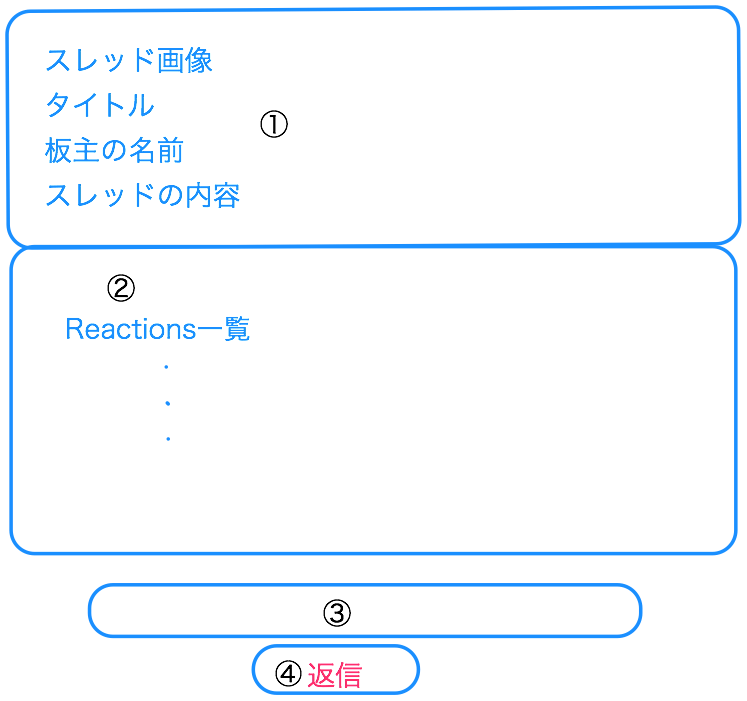 スレッド画像
タイトル
①
板主の名前
スレッドの内容
②
Reactions一覧
③
④返信